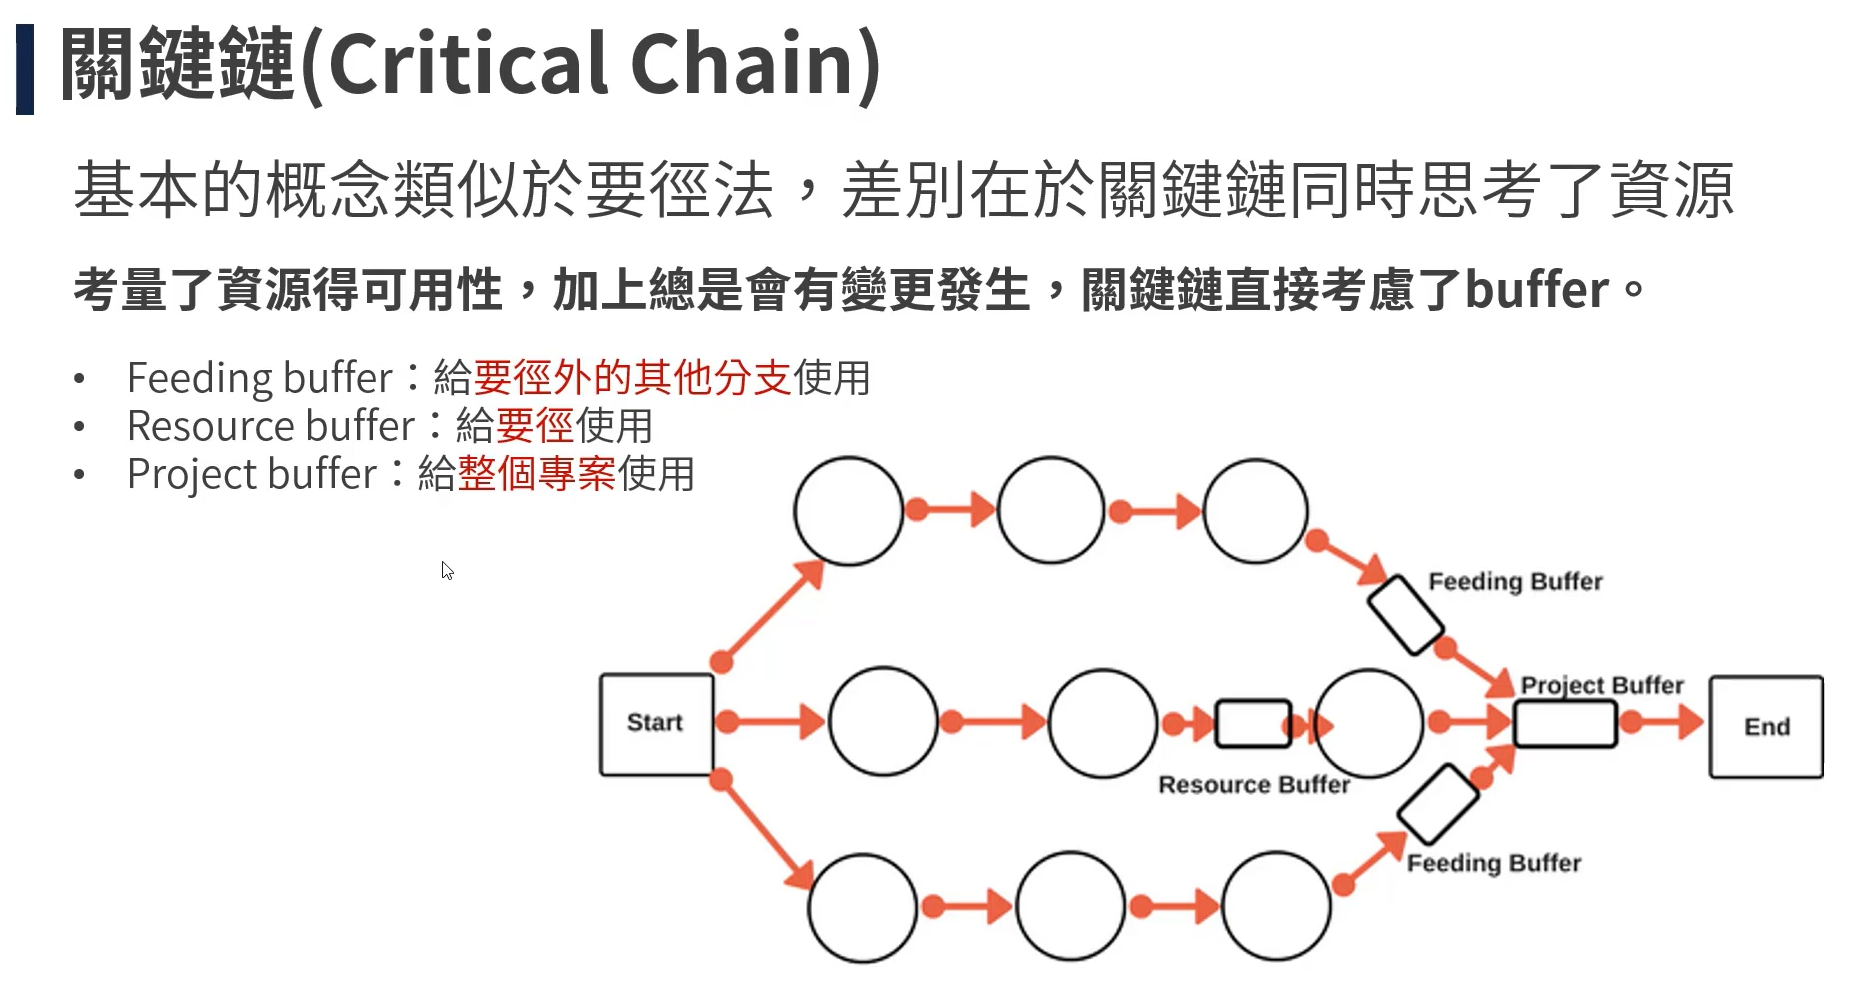 關鍵鏈(Critical Chain)
基本的概念類似於要徑法，差別在於關鍵鏈同時思考了資源
考量了資源得可用性，加上總是會有變更發生，關鍵鏈直接考慮了buffer。
• Feeding buffer：給要徑外的其他分支使用
• Resource buffer：給要徑使用
• Project buffer：給整個專案使用
Feeding Buffer
Project Buffer
Start
End
Resource Buffer
Feeding Buffer